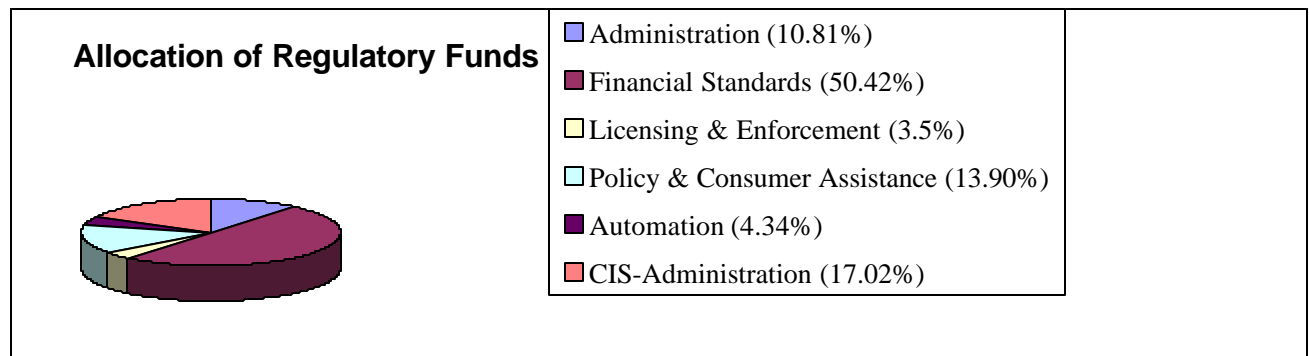 Allocation of Regulatory Funds
Administration (10.81%)
Financial Standards (50.42%)
Licensing & Enforcement (3.5%)
Policy & Consumer Assistance (13.90%)
Automation (4.34%)
CIS-Administration (17.02%)